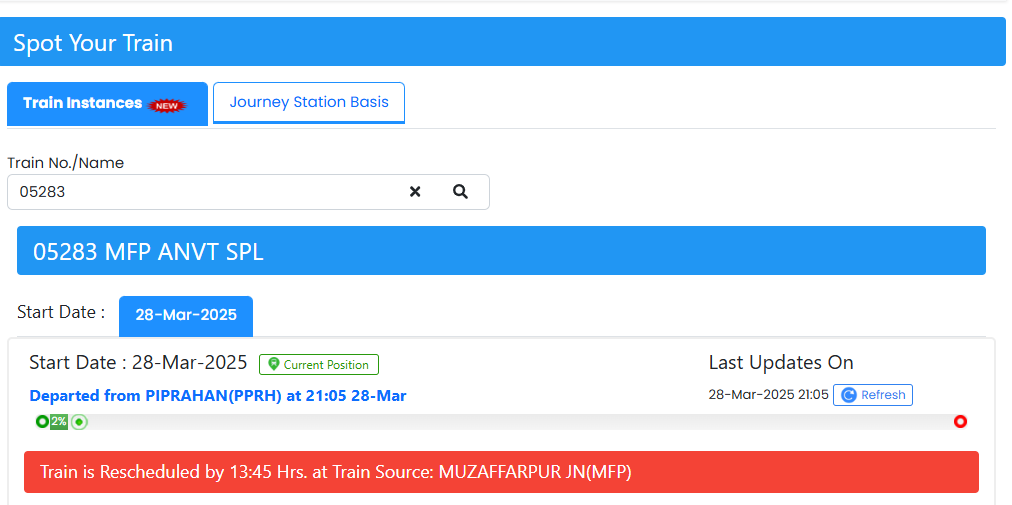 Spot Your Train
Train Instances NEW Journey Station Basis
Train No./Name
05283
05283 MFP ANVT SPL
Start Date : 28-Mar-2025
Start Date : 28-Mar-2025 Current Position Last Updates On
Departed from PIPRAHAN(PPRH) at 21:05 28-Mar 28-Mar-2025 21:05 Refresh
2%
Train is Rescheduled by 13:45 Hrs. at Train Source: MUZAFFARPUR JN(MFP)